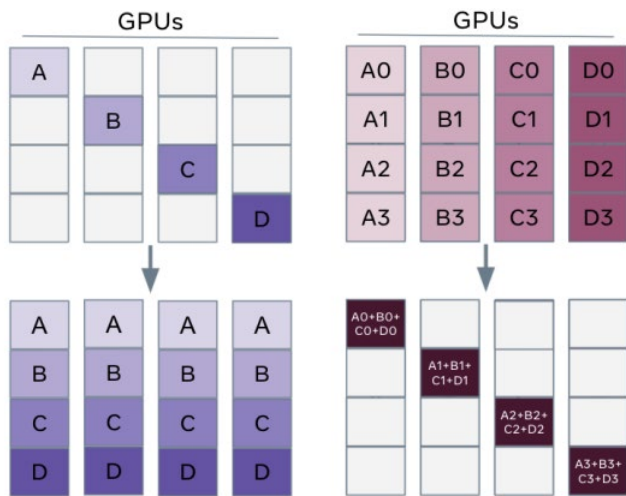 GPUs
A
B
C
D
A A A A
B B B B
C C C C
D D D D
GPUs
A0 B0 C0 D0
A1 B1 C1 D1
A2 B2 C2 D2
A3 B3 C3 D3
A0+B0+
C0+D0
A1+B1+
C1+D1
A2+B2+
C2+D2
A3+B3+
C3+D3